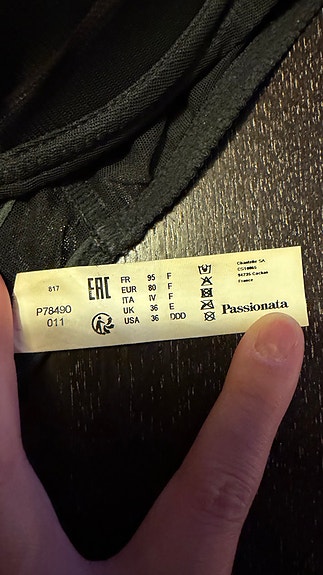 817
P78490
011
EAC
FR 95 F
EUR 80 F
ITA IV F
UK 36 E
USA 36 DDD
Chantelle SA
CS10065
94235 Cachan
France
Passionata